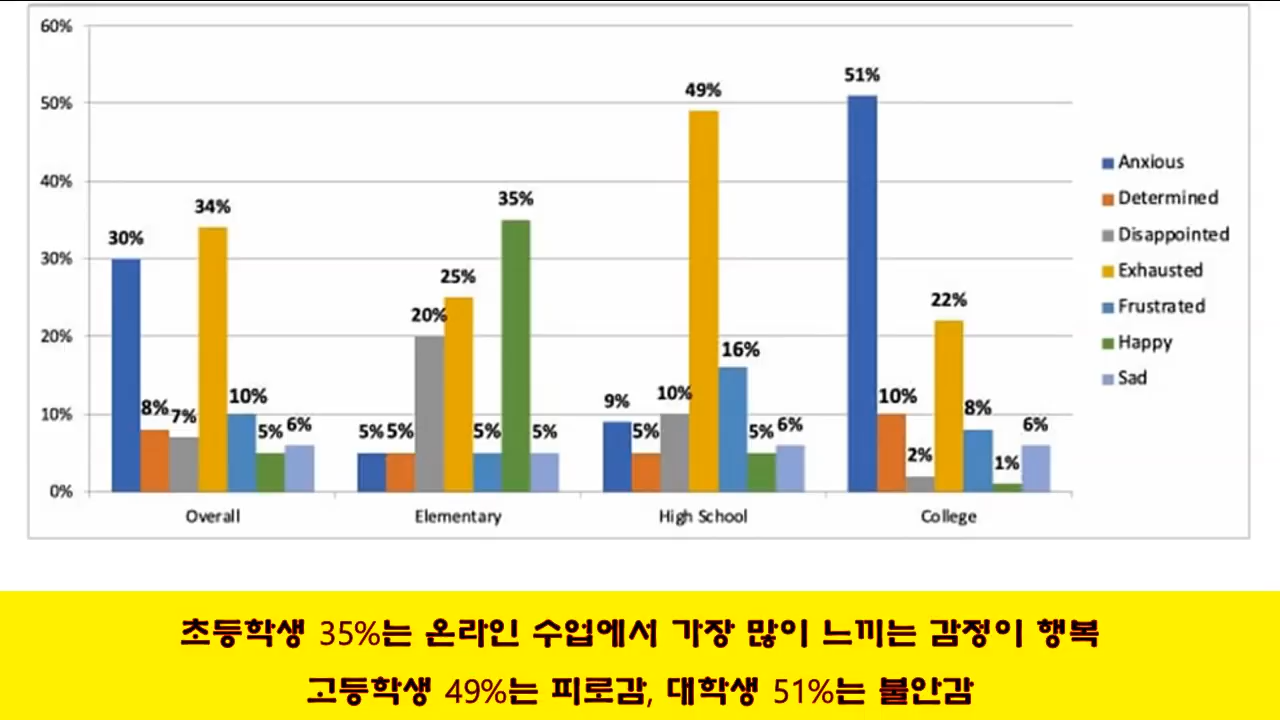 60%
50%
40%
30%
20%
10%
0%
30%
8%
7%
34%
10%
5%
6%
5%
5%
20%
25%
5%
35%
5%
9%
5%
10%
49%
16%
5%
6%
51%
10%
2%
22%
8%
1%
6%
Overall
Elementary
High School
College
Anxious
Determined
Disappointed
Exhausted
Frustrated
Happy
Sad
초등학생 35%는 온라인 수업에서 가장 많이 느끼는 감정이 행복
고등학생 49%는 피로감, 대학생 51%는 불안감